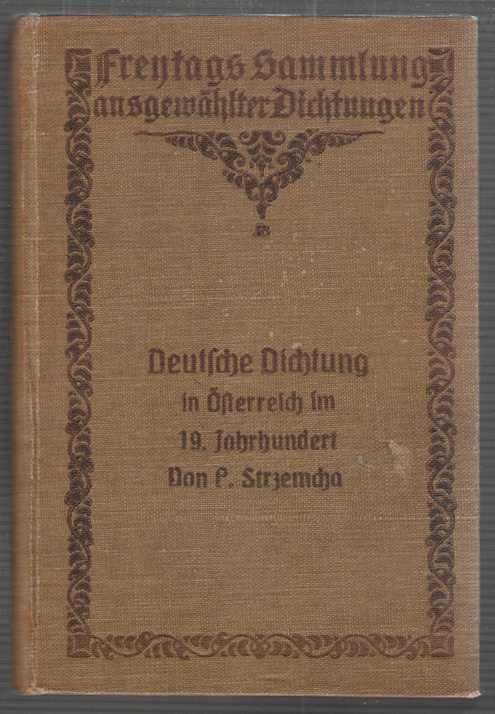 Freytags Sammlung
ausgewählter Dichtungen
Deutsche Dichtung
in Österreich im
19. Jahrhundert
Von P. Strzemcha